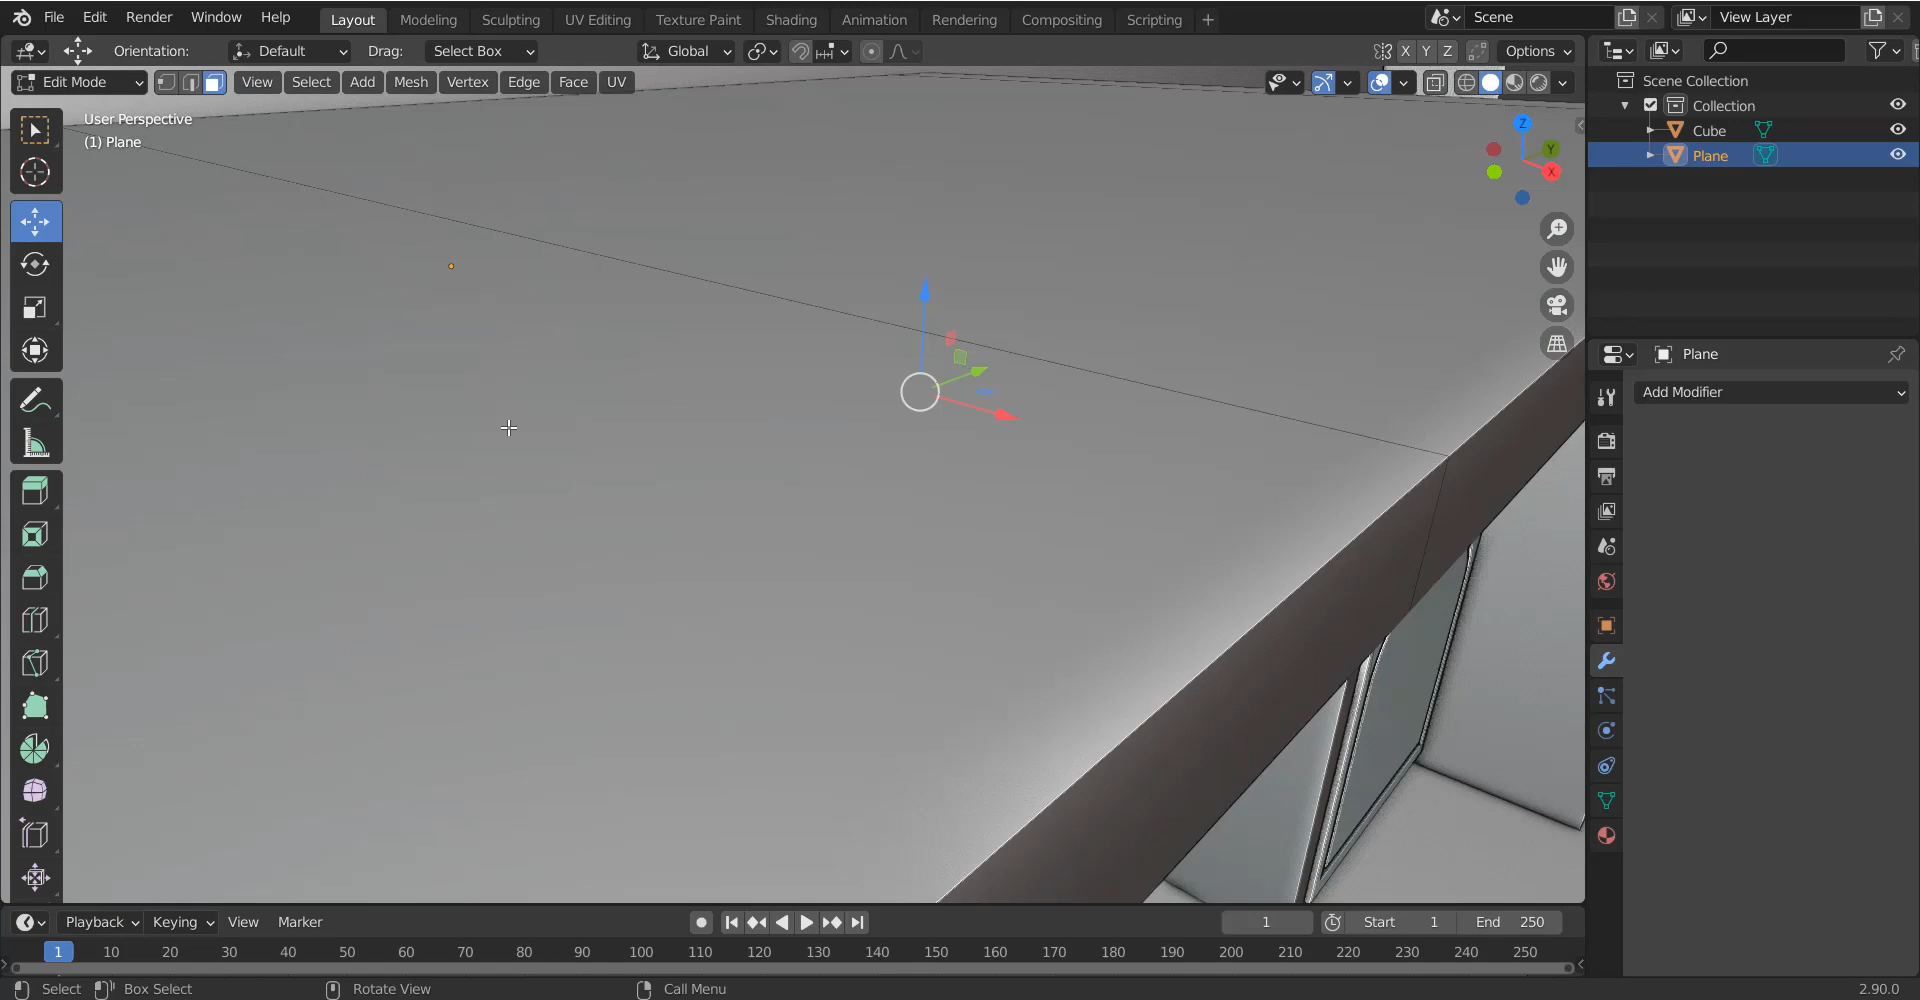 File Edit Render Window Help Layout Modeling Sculpting UV Editing Texture Paint Shading Animation Rendering Compositing Scripting + Scene View Layer
Orientation: Default Drag: Select Box Global X Y Z Options
Edit Mode View Select Add Mesh Vertex Edge Face UV
User Perspective
(1) Plane
Z
Y
X
Scene Collection
Collection
Cube
Plane
Plane
Add Modifier
Playback Keying View Marker 1 Start 1 End 250
1 10 20 30 40 50 60 70 80 90 100 110 120 130 140 150 160 170 180 190 200 210 220 230 240 250
Select Box Select Rotate View Call Menu 2.90.0